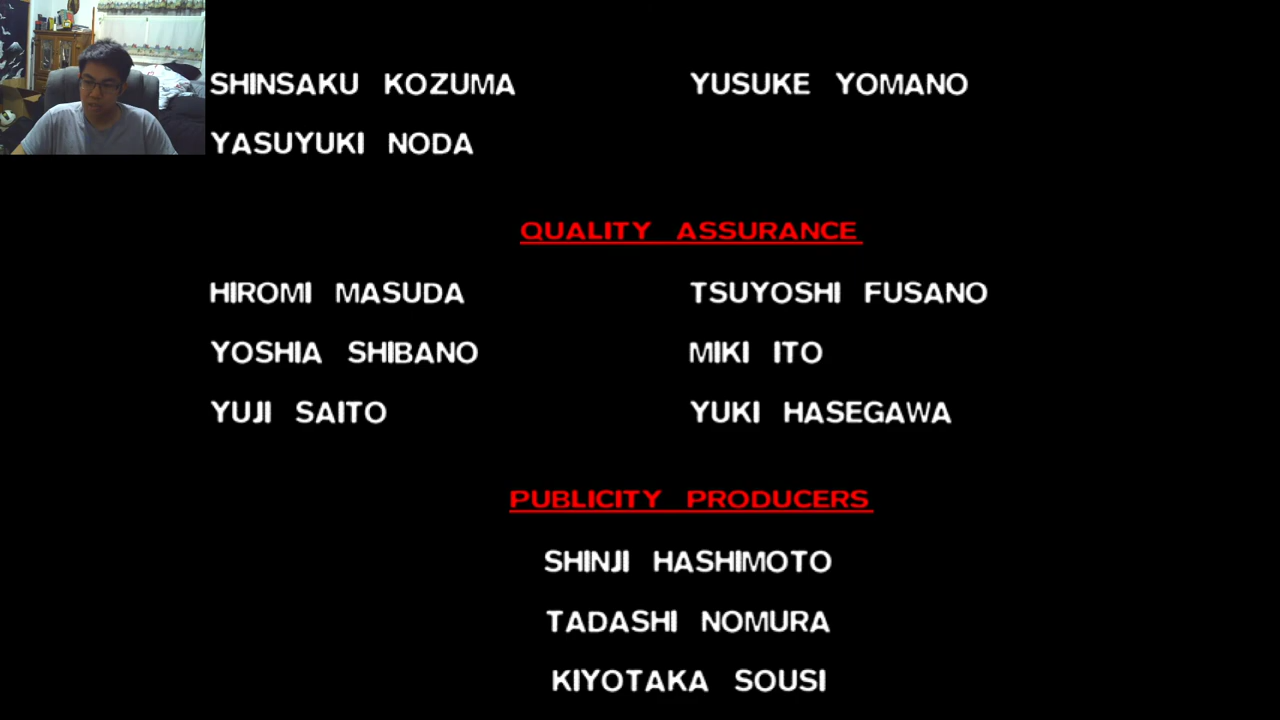 SHINSAKU KOZUMA YUSUKE YOMANO
YASUYUKI NODA
QUALITY ASSURANCE
HIROMI MASUDA TSUYOSHI FUSANO
YOSHIA SHIBANO MIKI ITO
YUJI SAITO YUKI HASEGAWA
PUBLICITY PRODUCERS
SHINJI HASHIMOTO
TADASHI NOMURA
KIYOTAKA SOUSI